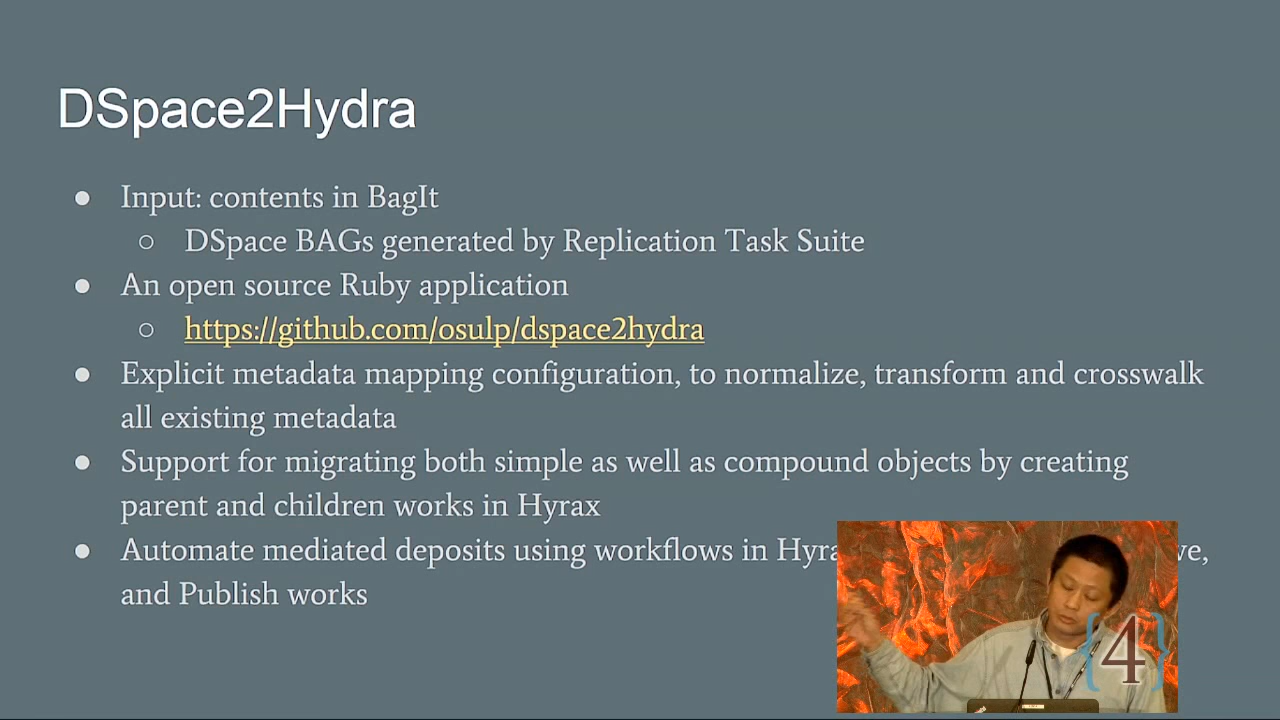 DSpace2Hydra
● Input: contents in BagIt
○ DSpace BAGs generated by Replication Task Suite
● An open source Ruby application
○ https://github.com/osulp/dspace2hydra
● Explicit metadata mapping configuration, to normalize, transform and crosswalk
all existing metadata
● Support for migrating both simple as well as compound objects by creating
parent and children works in Hyrax
● Automate mediated deposits using workflows in
and Publish works
{4}